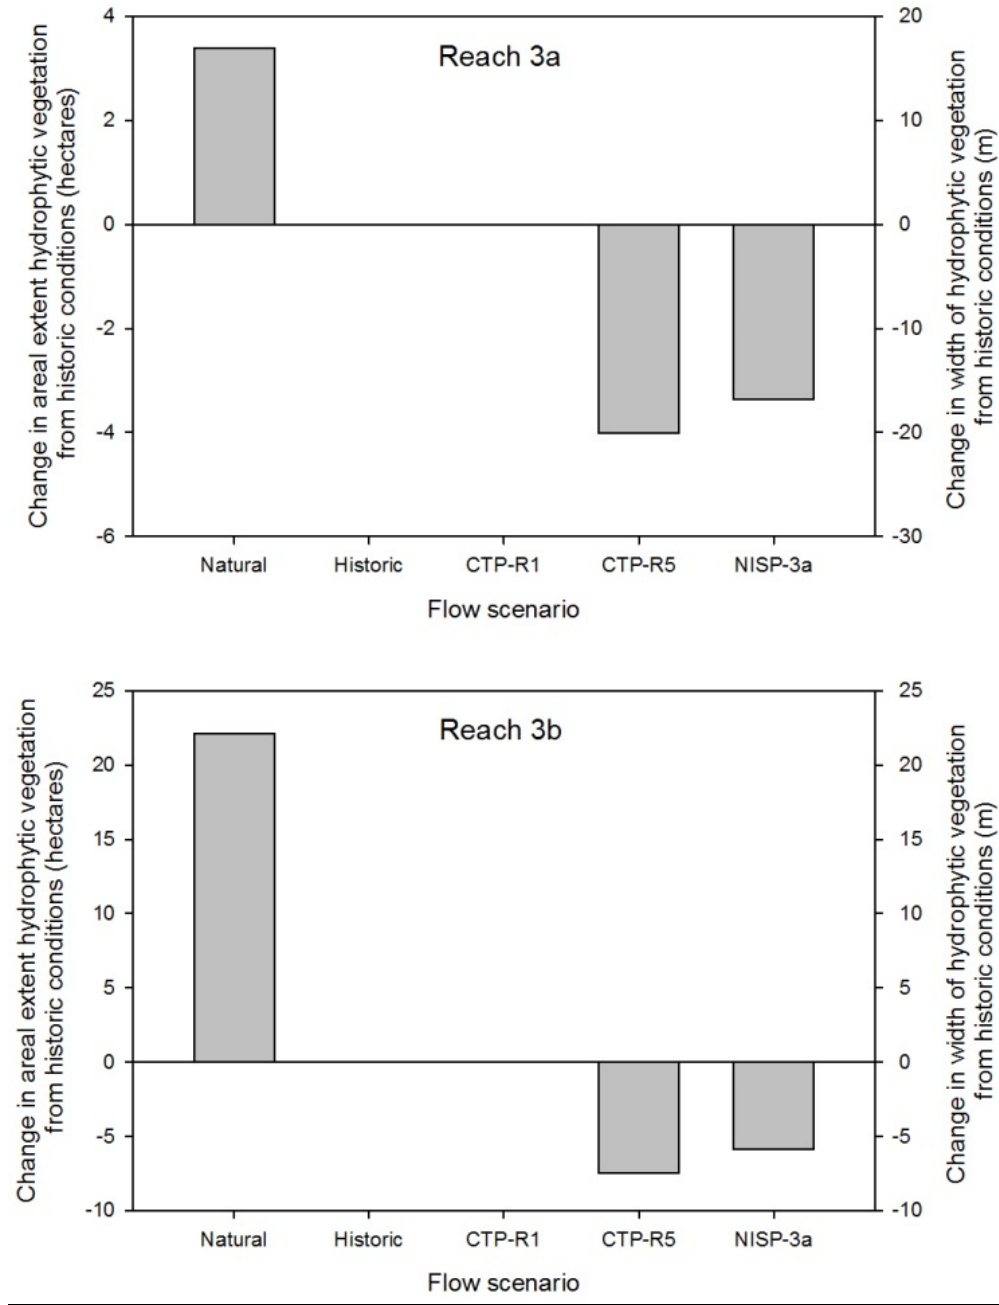 Reach 3a
Change in areal extent hydrophytic vegetation
from historic conditions (hectares)
4
2
0
-2
-4
-6
20
10
0
-10
-20
-30
Change in width of hydrophytic vegetation
from historic conditions (m)
Natural Historic CTP-R1 CTP-R5 NISP-3a
Flow scenario
Reach 3b
Change in areal extent hydrophytic vegetation
from historic conditions (hectares)
25
20
15
10
5
0
-5
-10
25
20
15
10
5
0
-5
-10
Change in width of hydrophytic vegetation
from historic conditions (m)
Natural Historic CTP-R1 CTP-R5 NISP-3a
Flow scenario